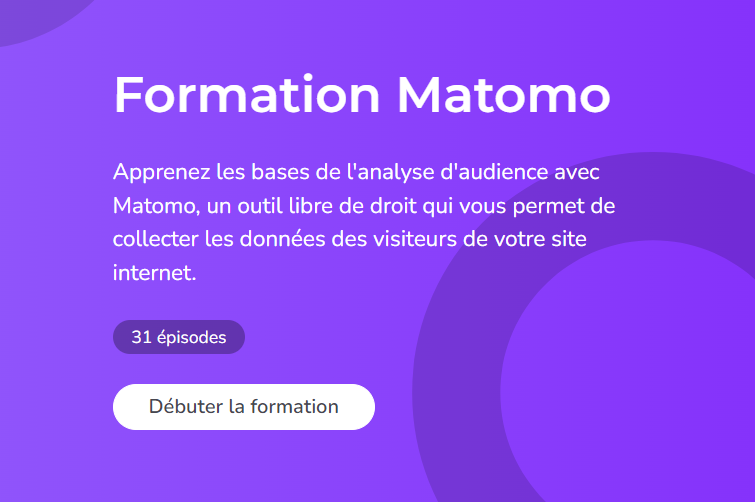 Formation Matomo
Apprenez les bases de l'analyse d'audience avec
Matomo, un outil libre de droit qui vous permet de
collecter les données des visiteurs de votre site
internet.
31 épisodes
Débuter la formation